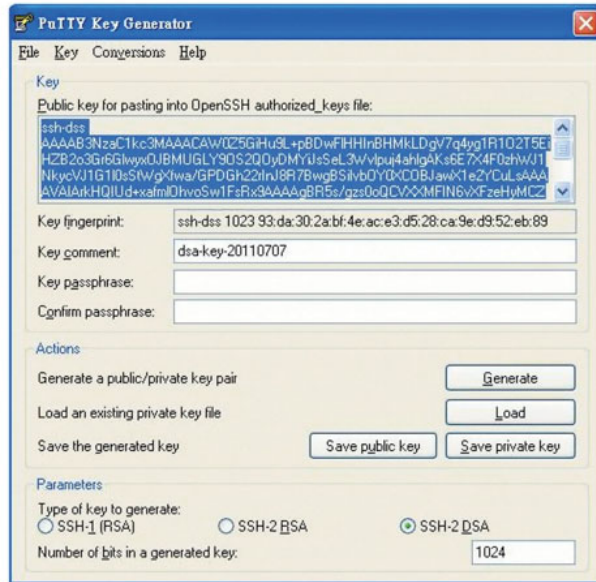 PuTTY Key Generator
File Key Conversions Help
Key
Public key for pasting into OpenSSH authorized_keys file:
ssh-dss
Key fingerprint: ssh-dss 1023 93:da:30:2a:bf:4e:ac:e3:d5:28:ca:9e:d9:52:eb:89
Key comment: dsa-key-20110707
Key passphrase:
Confirm passphrase:
Actions
Generate a public/private key pair Generate
Load an existing private key file Load
Save the generated key Save public key Save private key
Parameters
Type of key to generate:
SSH-1 (RSA) SSH-2 RSA SSH-2 DSA
Number of bits in a generated key: 1024